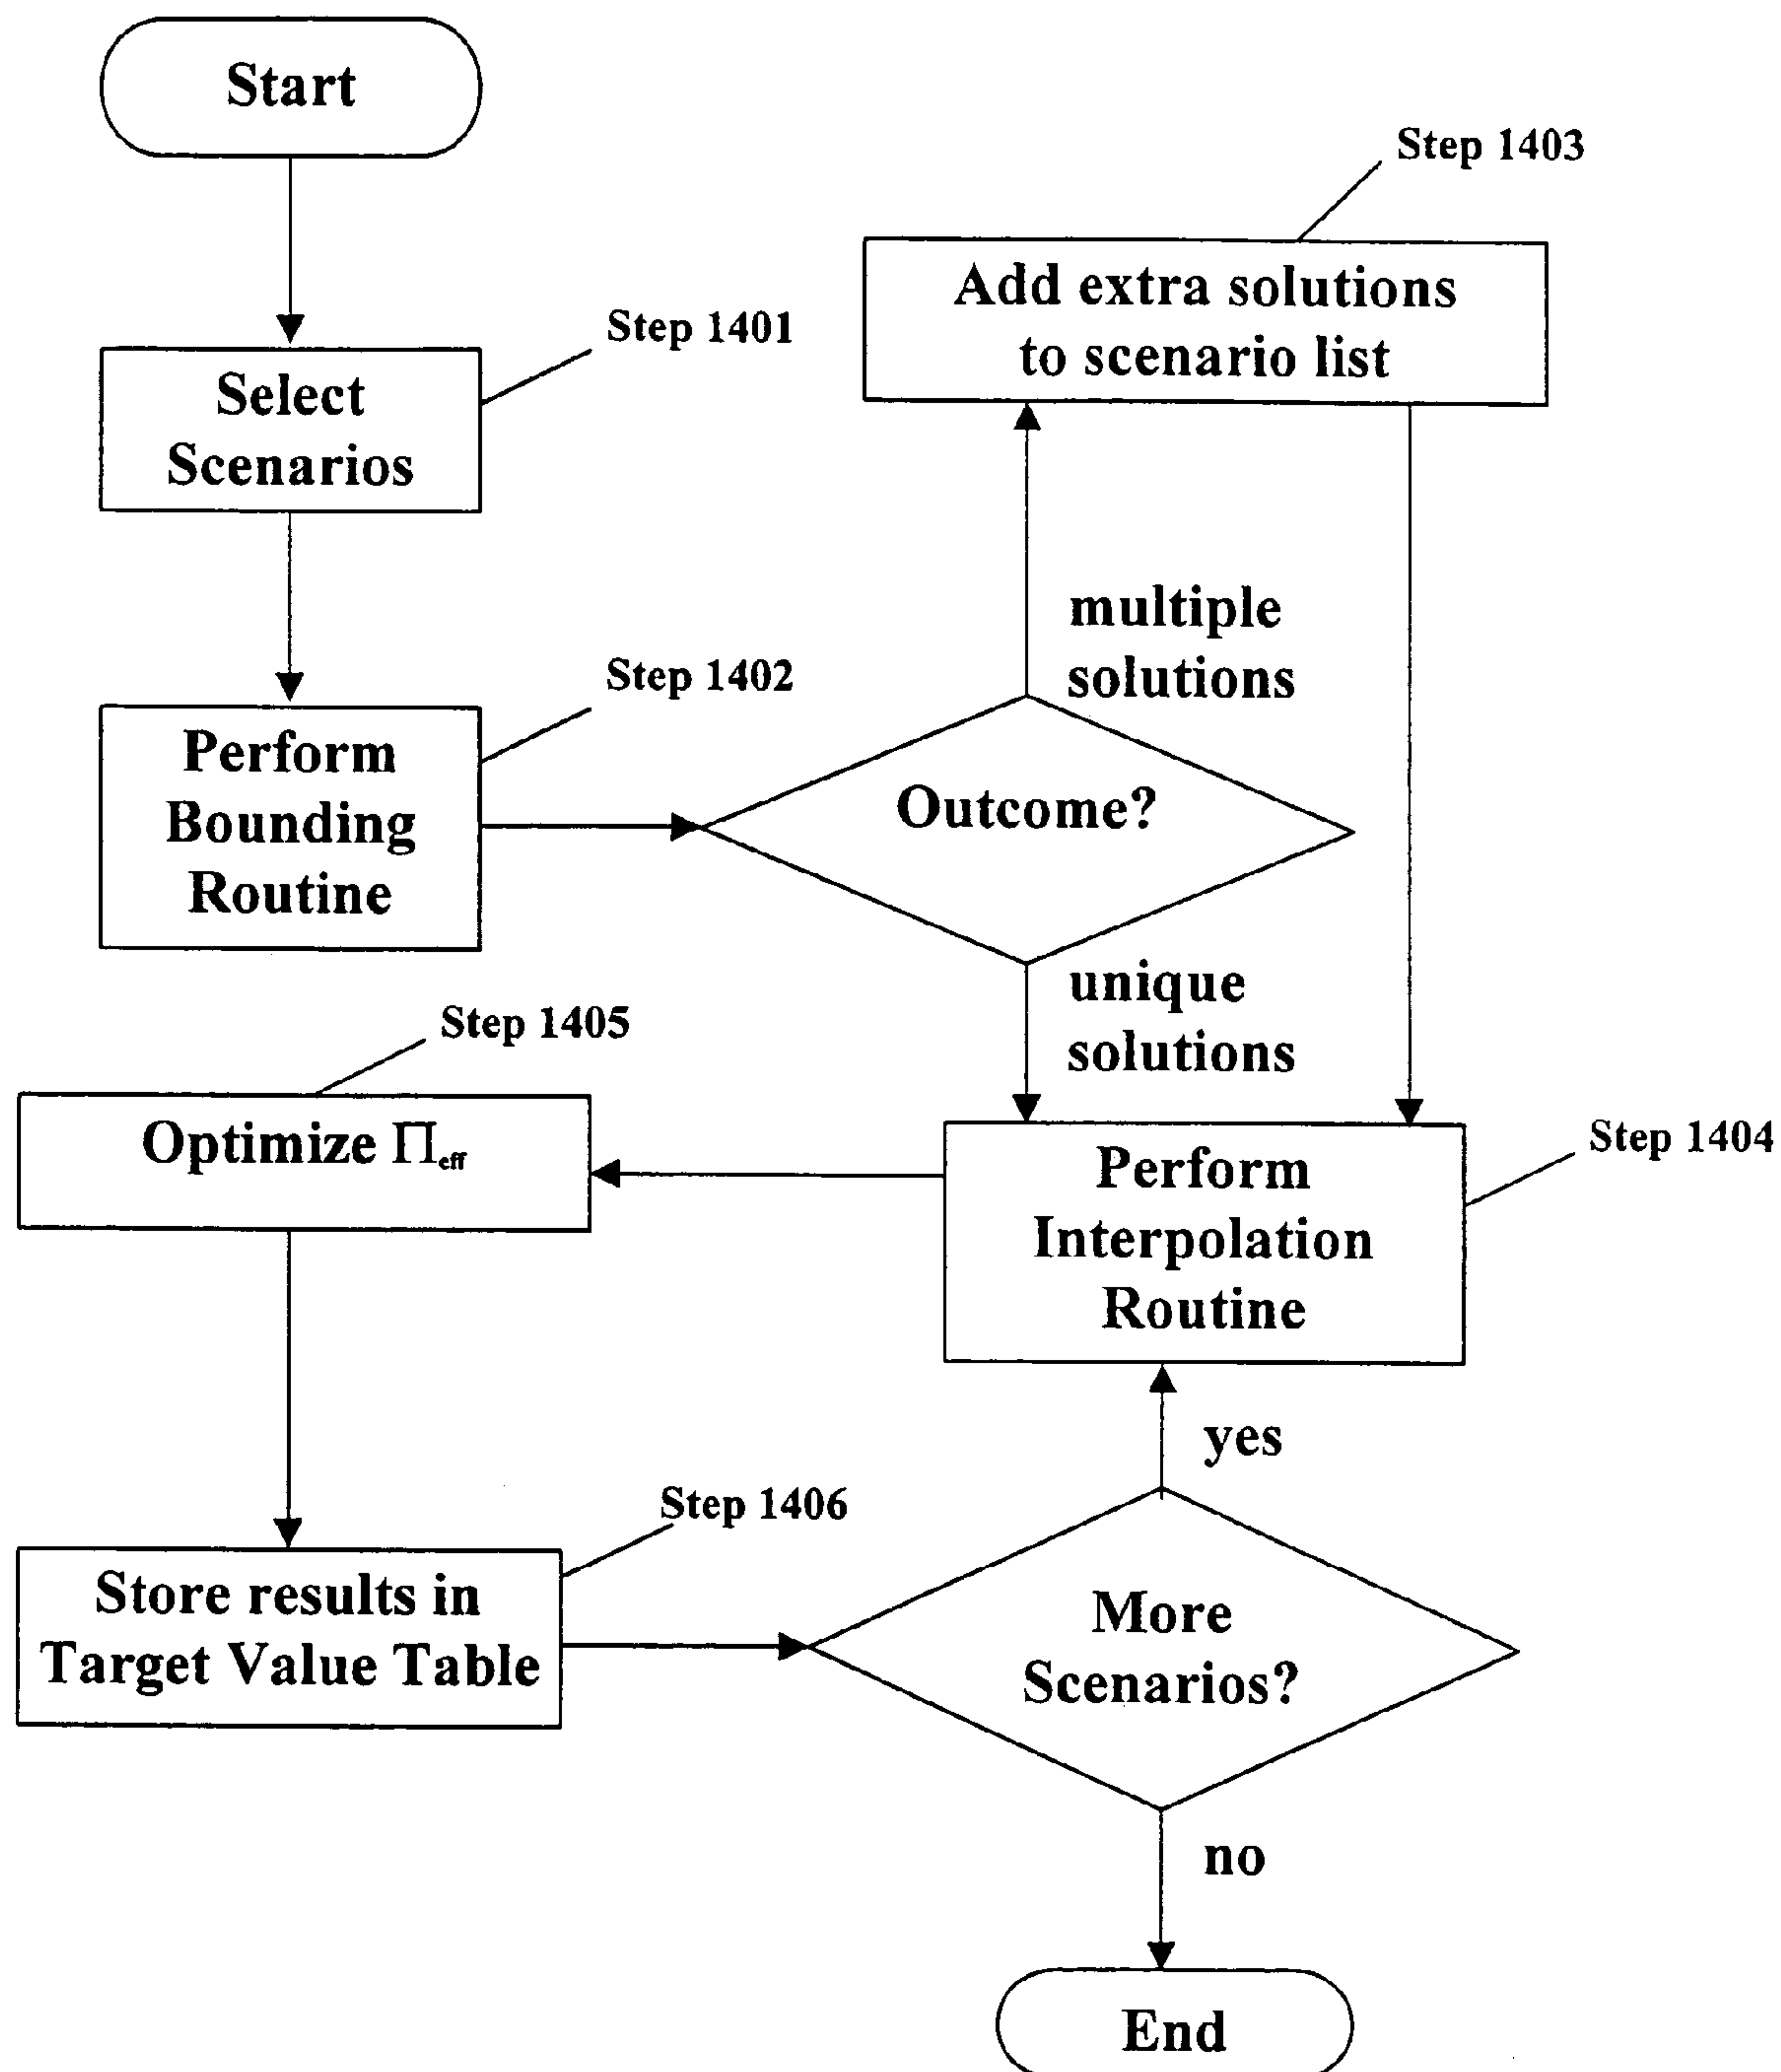 Start
Step 1403
Add extra solutions
to scenario list
Step 1401
Select
Scenarios
multiple
solutions
Step 1402
Perform
Bounding
Routine
Outcome?
unique
solutions
Step 1405
Optimize Πeff
Step 1404
Perform
Interpolation
Routine
yes
Step 1406
Store results in
Target Value Table
More
Scenarios?
no
End